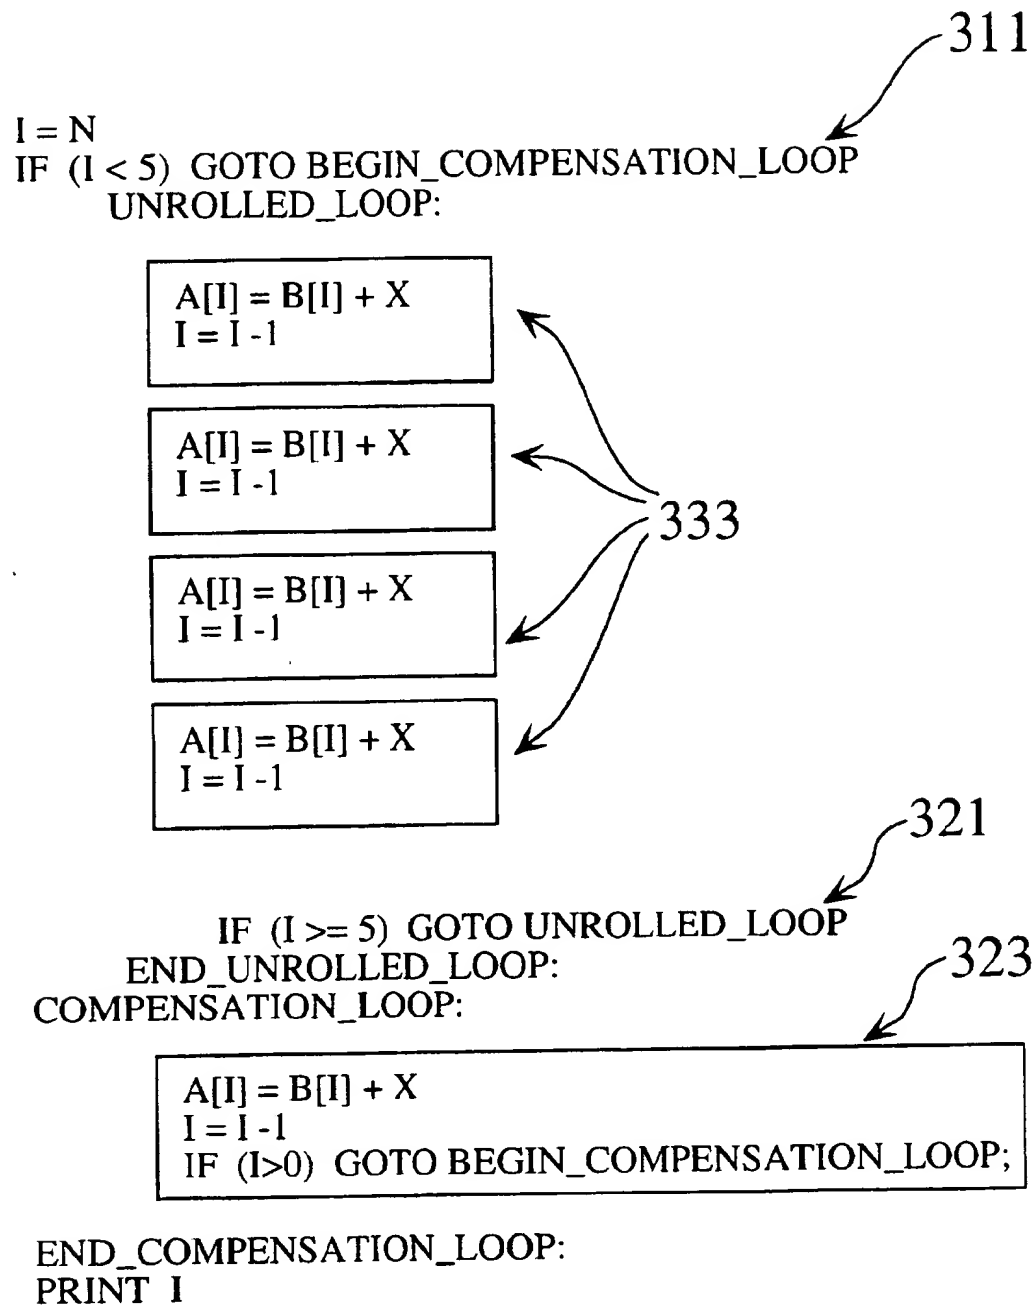 311
I = N
IF (I < 5) GOTO BEGIN_COMPENSATION_LOOP
UNROLLED_LOOP:
A[I] = B[I] + X
I = I -1
A[I] = B[I] + X
I = I -1
333
A[I] = B[I] + X
I = I -1
A[I] = B[I] + X
I = I -1
321
IF (I >= 5) GOTO UNROLLED_LOOP
END_UNROLLED_LOOP:
323
COMPENSATION_LOOP:
A[I] = B[I] + X
I = I -1
IF (I>0) GOTO BEGIN_COMPENSATION_LOOP;
END_COMPENSATION_LOOP:
PRINT I